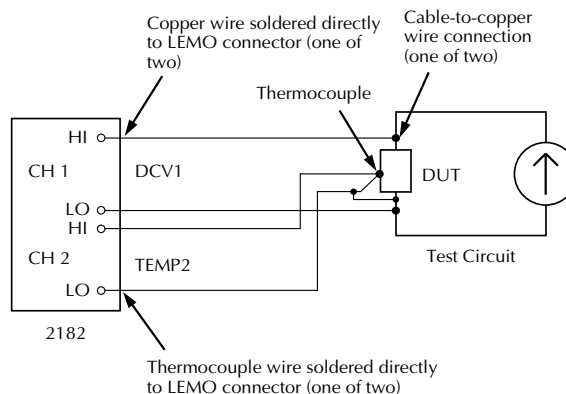 Copper wire soldered directly
to LEMO connector (one of
two)
Cable-to-copper
wire connection
(one of two)
Thermocouple
HI
CH 1
DCV1
DUT
LO
HI
CH 2
TEMP2
Test Circuit
LO
2182
Thermocouple wire soldered directly
to LEMO connector (one of two)